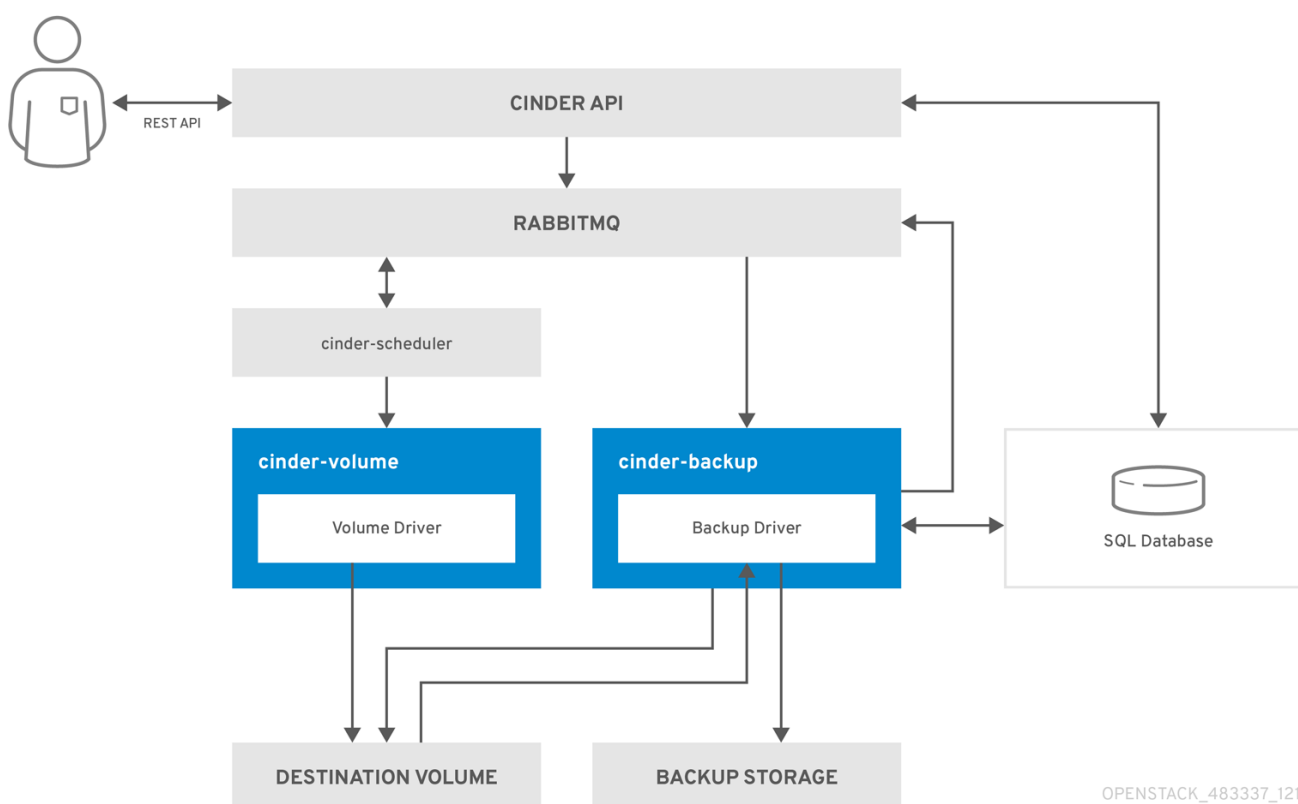 CINDER API
REST API
RABBITMQ
cinder-scheduler
cinder-volume
cinder-backup
Volume Driver
Backup Driver
SQL Database
DESTINATION VOLUME
BACKUP STORAGE
OPENSTACK_483337_121